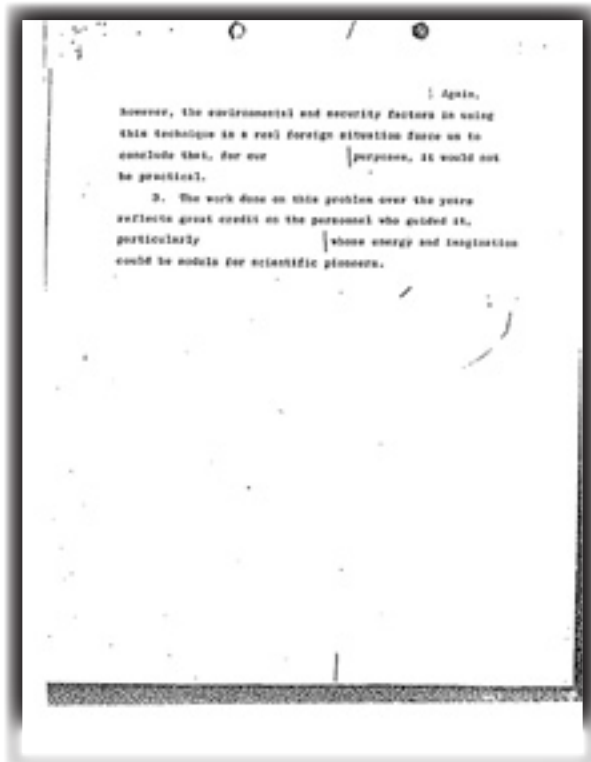 Again,
however, the environmental and security factors in using
this technique in a real foreign situation force us to
conclude that, for our purposes, it would not
be practical.
3. The work done on this problem over the years
reflects great credit on the personnel who guided it,
particularly whose energy and imagination
could be models for scientific pioneers.